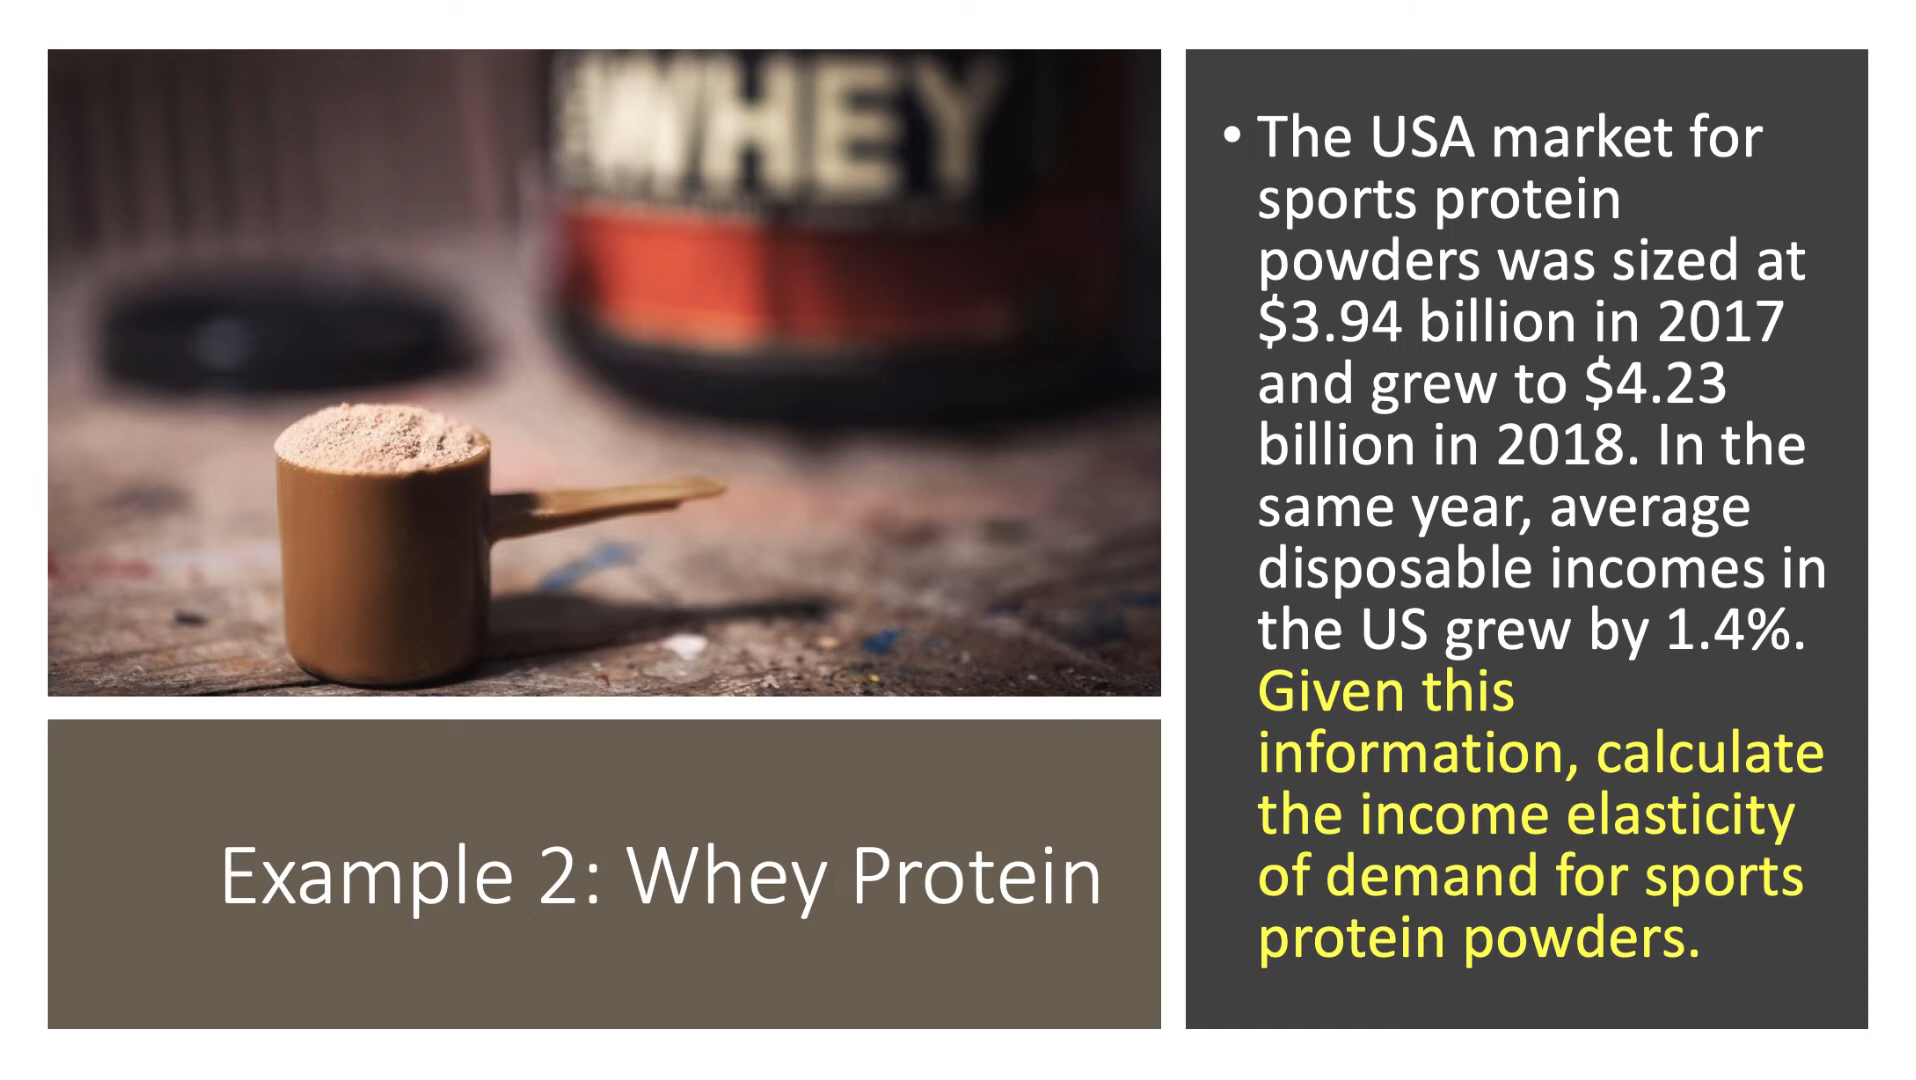 WHEY
• The USA market for
sports protein
powders was sized at
$3.94 billion in 2017
and grew to $4.23
billion in 2018. In the
same year, average
disposable incomes in
the US grew by 1.4%.
Given this
information, calculate
the income elasticity
of demand for sports
protein powders.
Example 2: Whey Protein